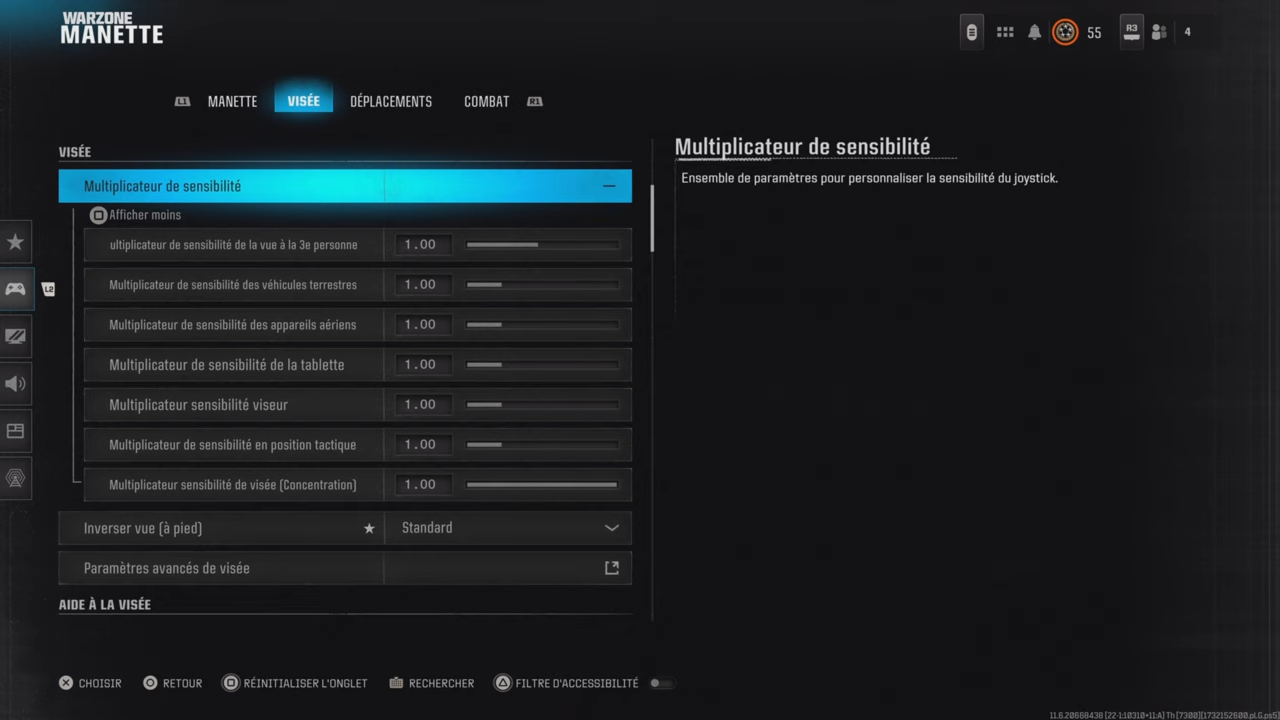 WARZONE
MANETTE
55
R3
4
L1
MANETTE
VISÉE
DÉPLACEMENTS
COMBAT
R1
VISÉE
Multiplicateur de sensibilité
Afficher moins
ultiplicateur de sensibilité de la vue à la 3e personne
1.00
Multiplicateur de sensibilité des véhicules terrestres
1.00
Multiplicateur de sensibilité des appareils aériens
1.00
Multiplicateur de sensibilité de la tablette
1.00
Multiplicateur sensibilité viseur
1.00
Multiplicateur de sensibilité en position tactique
1.00
Multiplicateur sensibilité de visée (Concentration)
1.00
Inverser vue (à pied)
Standard
Paramètres avancés de visée
AIDE À LA VISÉE
L2
Multiplicateur de sensibilité
Ensemble de paramètres pour personnaliser la sensibilité du joystick.
CHOISIR
RETOUR
RÉINITIALISER L'ONGLET
RECHERCHER
FILTRE D'ACCESSIBILITÉ